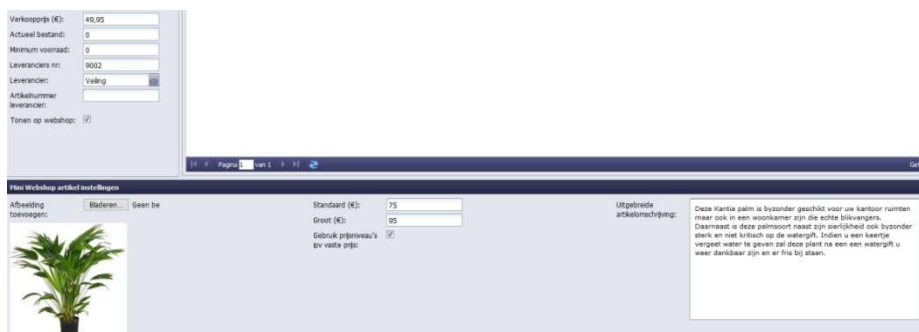 Verkoopprijs (€): 49,95
Actueel bestand: 0
Minimum voorraad: 0
Leveranciers nr: 9002
Leverancier: Veiling
Artikelnummer
leverancier:
Tonen op webshop:
Pagina 1 van 1
Get
Mini Webshop artikel instellingen
Afbeelding
toevoegen:
Bladeren... Geen be
Standaard (€): 75
Groot (€): 95
Gebruik prijsniveau's
ipv vaste prijs:
Uitgebreide
artikelomschrijving:
Deze Kantia palm is byzonder geschikt voor uw kantoor ruimten
maar ook in een woonkamer zijn die echte blikvangers.
Daarnaast is deze palmsoort naast zijn sierlijkheid ook byzonder
sterk en niet kritisch op de watergift. Indien u een keertje
vergeet water te geven zal deze plant na een een watergift u
weer dankbaar zijn en er fris bij staan.